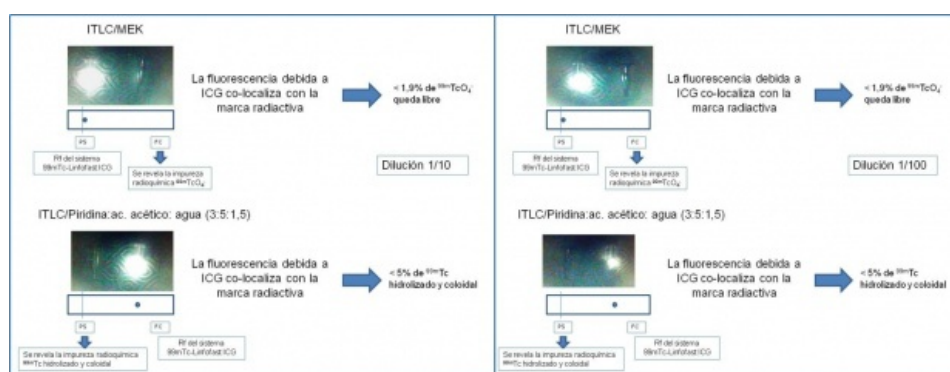 ITLC/MEK
La fluorescencia debida a
ICG co-localiza con la
marca radiactiva
< 1,9% de ⁹⁹ᵐTcO₄⁻
queda libre
PS
FC
Rf del sistema
99mTc-Linfofast ICG
Se revela la impureza
radioquímica ⁹⁹ᵐTcO₄⁻
Dilución 1/10
ITLC/Piridina:ac. acético: agua (3:5:1,5)
La fluorescencia debida a
ICG co-localiza con la
marca radiactiva
< 5% de ⁹⁹ᵐTc
hidrolizado y coloidal
PS
FC
Se revela la impureza radioquímica
⁹⁹ᵐTc hidrolizado y coloidal
Rf del sistema
99mTc-Linfofast ICG
ITLC/MEK
La fluorescencia debida a
ICG co-localiza con la
marca radiactiva
< 1,9% de ⁹⁹ᵐTcO₄⁻
queda libre
PS
FC
Rf del sistema
99mTc-Linfofast ICG
Se revela la impureza
radioquímica ⁹⁹ᵐTcO₄⁻
Dilución 1/100
ITLC/Piridina:ac. acético: agua (3:5:1,5)
La fluorescencia debida a
ICG co-localiza con la
marca radiactiva
< 5% de ⁹⁹ᵐTc
hidrolizado y coloidal
PS
FC
Se revela la impureza radioquímica
⁹⁹ᵐTc hidrolizado y coloidal
Rf del sistema
99mTc-Linfofast ICG